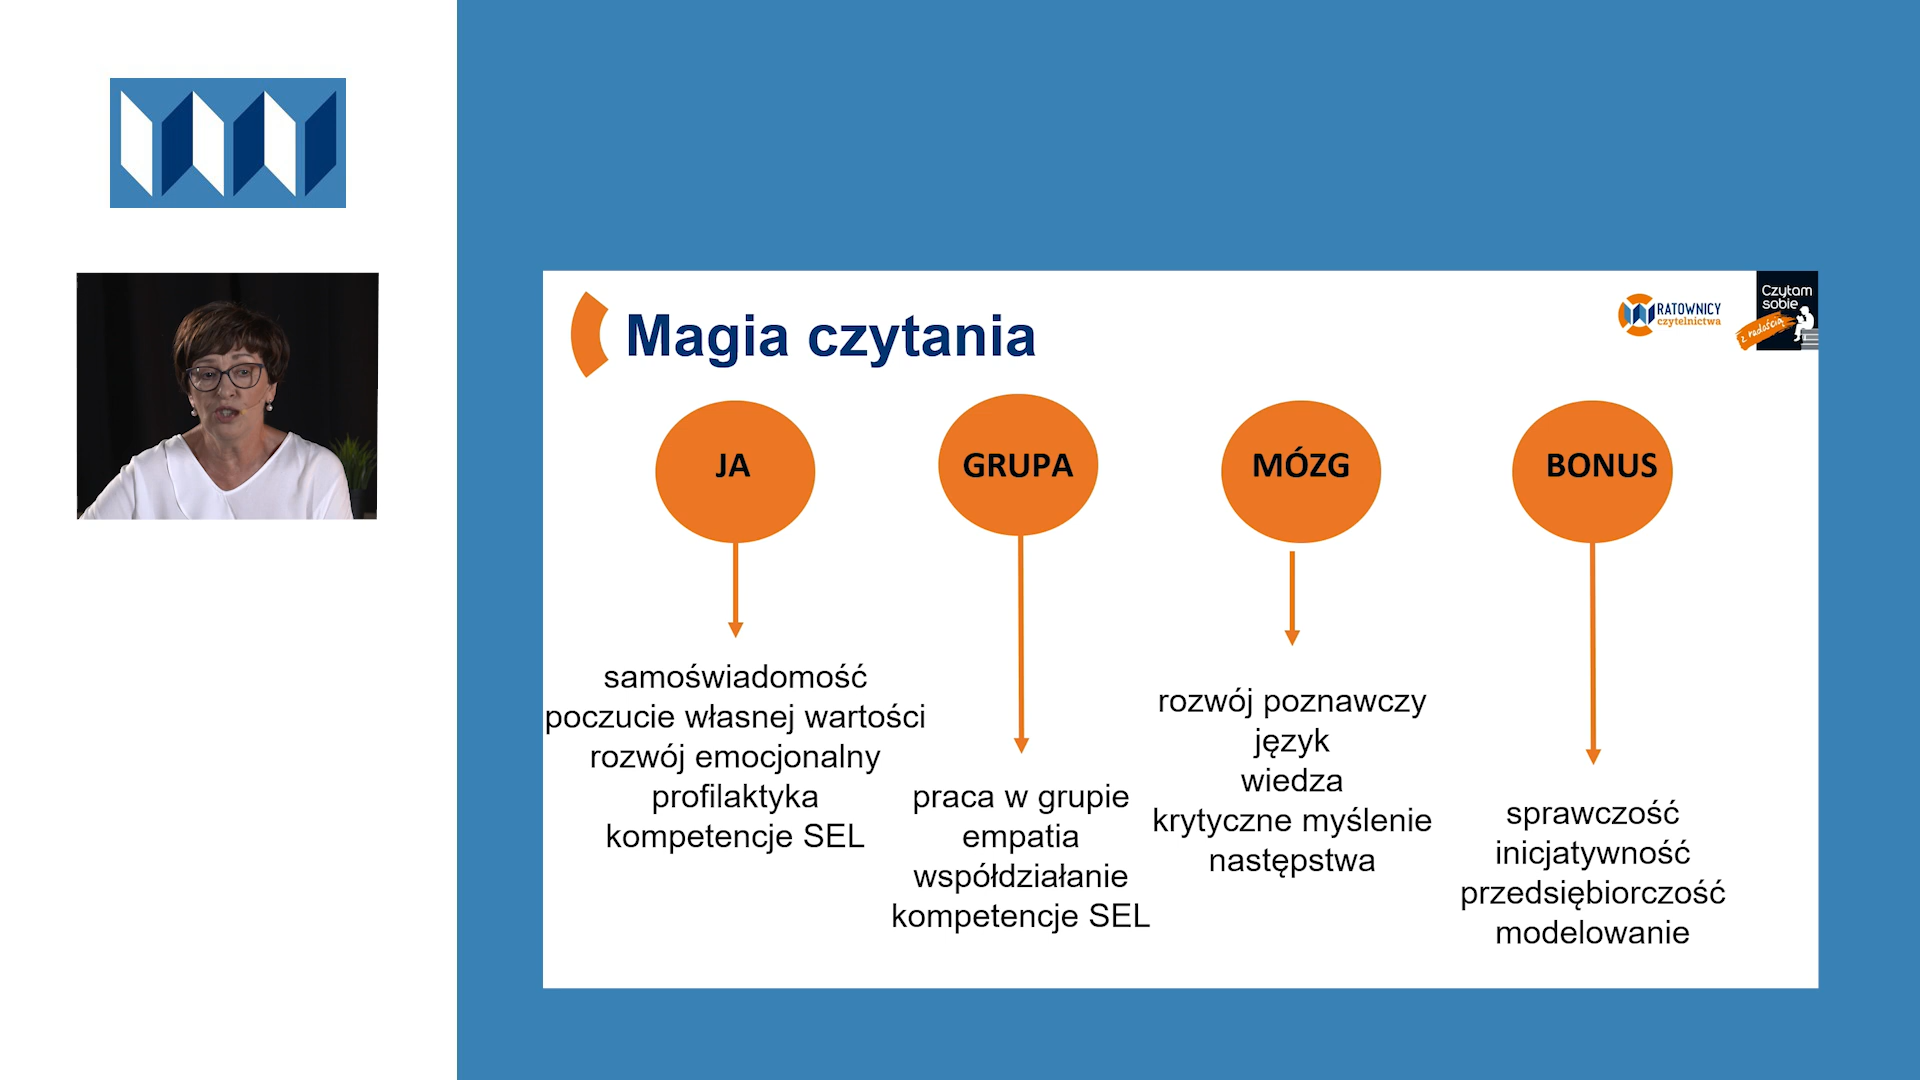 Magia czytania
RATOWNICY
czytelnictwa
Czytam
sobie
z radością
JA
GRUPA
MÓZG
BONUS
samoświadomość
poczucie własnej wartości
rozwój emocjonalny
profilaktyka
kompetencje SEL
praca w grupie
empatia
współdziałanie
kompetencje SEL
rozwój poznawczy
język
wiedza
krytyczne myślenie
następstwa
sprawczość
inicjatywność
przedsiębiorczość
modelowanie